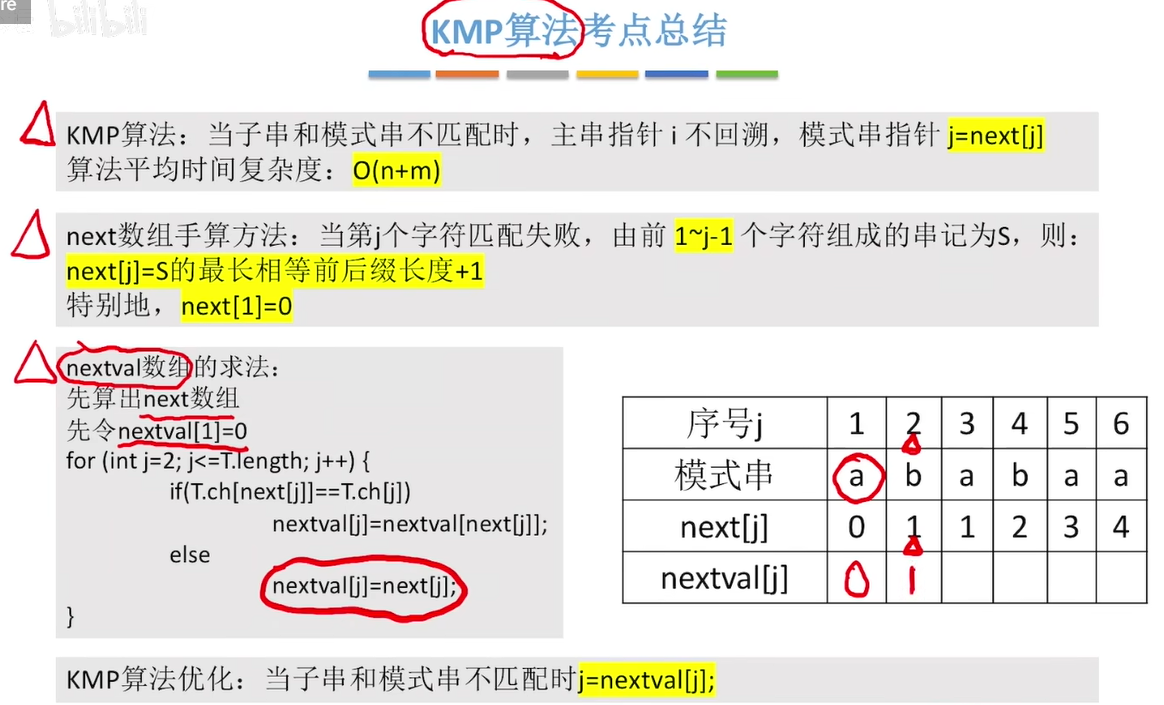 re
bilibili
KMP算法考点总结
KMP算法：当子串和模式串不匹配时，主串指针 i 不回溯，模式串指针 j=next[j]
算法平均时间复杂度：O(n+m)
next数组手算方法：当第j个字符匹配失败，由前 1~j-1 个字符组成的串记为S，则：
next[j]=S的最长相等前后缀长度+1
特别地，next[1]=0
nextval数组的求法：
先算出next数组
先令nextval[1]=0
for (int j=2; j<=T.length; j++) {
if(T.ch[next[j]]==T.ch[j])
nextval[j]=nextval[next[j]];
else
nextval[j]=next[j];
}
序号j 1 2 3 4 5 6
模式串 a b a b a a
next[j] 0 1 1 2 3 4
nextval[j] 0 1
KMP算法优化：当子串和模式串不匹配时j=nextval[j];